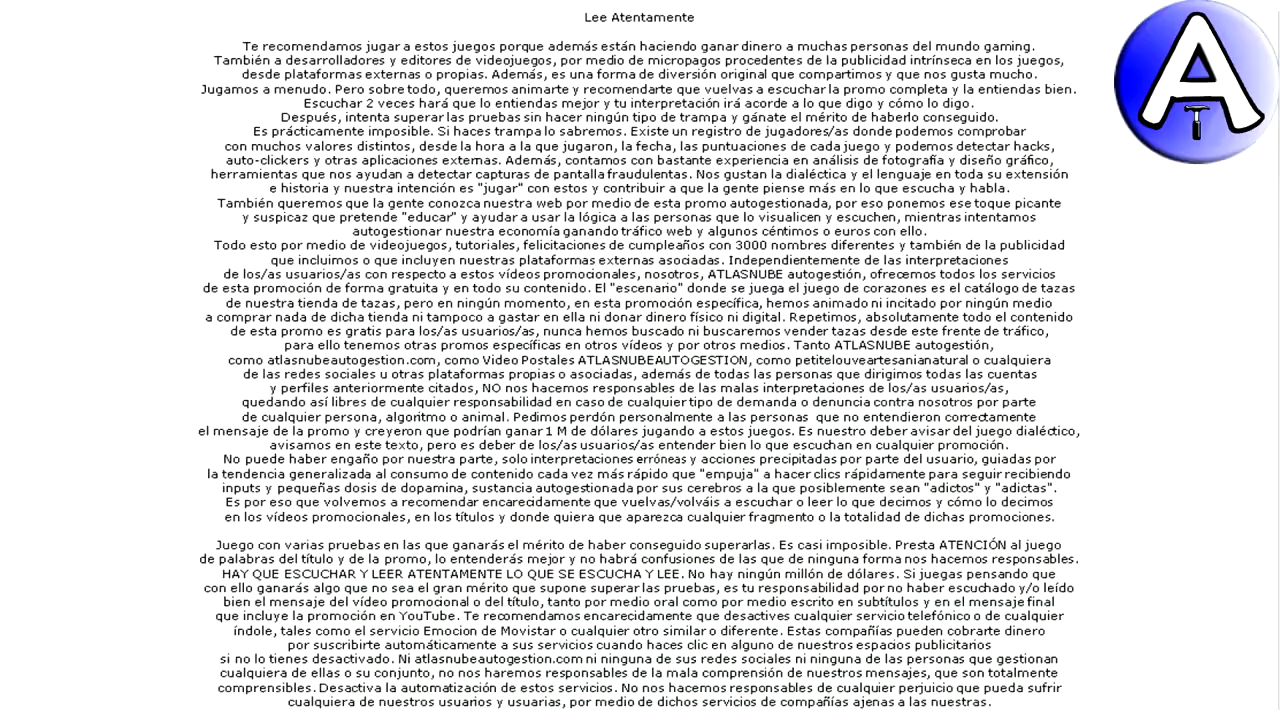 Lee Atentamente
Te recomendamos jugar a estos juegos porque además están haciendo ganar dinero a muchas personas del mundo gaming.
También a desarrolladores y editores de videojuegos, por medio de micropagos procedentes de la publicidad intrínseca en los juegos,
desde plataformas externas o propias. Además, es una forma de diversión original que compartimos y que nos gusta mucho.
Jugamos a menudo. Pero sobre todo, queremos animarte y recomendarte que vuelvas a escuchar la promo completa y la entiendas bien.
Escuchar 2 veces hará que lo entiendas mejor y tu interpretación irá acorde a lo que digo y cómo lo digo.
Después, intenta superar las pruebas sin hacer ningún tipo de trampa y gánate el mérito de haberlo conseguido.
Es prácticamente imposible. Si haces trampa lo sabremos. Existe un registro de jugadores/as donde podemos comprobar
con muchos valores distintos, desde la hora a la que jugaron, la fecha, las puntuaciones de cada juego y podemos detectar hacks,
auto-clickers y otras aplicaciones externas. Además, contamos con bastante experiencia en análisis de fotografía y diseño gráfico,
herramientas que nos ayudan a detectar capturas de pantalla fraudulentas. Nos gustan la dialéctica y el lenguaje en toda su extensión
e historia y nuestra intención es "jugar" con estos y contribuir a que la gente piense más en lo que escucha y habla.
También queremos que la gente conozca nuestra web por medio de esta promo autogestionada, por eso ponemos ese toque picante
y suspicaz que pretende "educar" y ayudar a usar la lógica a las personas que lo visualicen y escuchen, mientras intentamos
autogestionar nuestra economía ganando tráfico web y algunos céntimos o euros con ello.
Todo esto por medio de videojuegos, tutoriales, felicitaciones de cumpleaños con 3000 nombres diferentes y también de la publicidad
que incluimos o que incluyen nuestras plataformas externas asociadas. Independientemente de las interpretaciones
de los/as usuarios/as con respecto a estos vídeos promocionales, nosotros, ATLASNUBE autogestión, ofrecemos todos los servicios
de esta promoción de forma gratuita y en todo su contenido. El "escenario" donde se juega el juego de corazones es el catálogo de tazas
de nuestra tienda de tazas, pero en ningún momento, en esta promoción específica, hemos animado ni incitado por ningún medio
a comprar nada de dicha tienda ni tampoco a gastar en ella ni donar dinero físico ni digital. Repetimos, absolutamente todo el contenido
de esta promo es gratis para los/as usuarios/as, nunca hemos buscado ni buscaremos vender tazas desde este frente de tráfico,
para ello tenemos otras promos específicas en otros vídeos y por otros medios. Tanto ATLASNUBE autogestión,
como atlasnubeautogestion.com, como Video Postales ATLASNUBEAUTOGESTION, como petitelouveartesanianatural o cualquiera
de las redes sociales u otras plataformas propias o asociadas, además de todas las personas que dirigimos todas las cuentas
y perfiles anteriormente citados, NO nos hacemos responsables de las malas interpretaciones de los/as usuarios/as,
quedando así libres de cualquier responsabilidad en caso de cualquier tipo de demanda o denuncia contra nosotros por parte
de cualquier persona, algoritmo o animal. Pedimos perdón personalmente a las personas que no entendieron correctamente
el mensaje de la promo y creyeron que podrían ganar 1 M de dólares jugando a estos juegos. Es nuestro deber avisar del juego dialéctico,
avisamos en este texto, pero es deber de los/as usuarios/as entender bien lo que escuchan en cualquier promoción.
No puede haber engaño por nuestra parte, solo interpretaciones erróneas y acciones precipitadas por parte del usuario, guiadas por
la tendencia generalizada al consumo de contenido cada vez más rápido que "empuja" a hacer clics rápidamente para seguir recibiendo
inputs y pequeñas dosis de dopamina, sustancia autogestionada por sus cerebros a la que posiblemente sean "adictos" y "adictas".
Es por eso que volvemos a recomendar encarecidamente que vuelvas/volváis a escuchar o leer lo que decimos y cómo lo decimos
en los vídeos promocionales, en los títulos y donde quiera que aparezca cualquier fragmento o la totalidad de dichas promociones.
Juego con varias pruebas en las que ganarás el mérito de haber conseguido superarlas. Es casi imposible. Presta ATENCIÓN al juego
de palabras del título y de la promo, lo entenderás mejor y no habrá confusiones de las que de ninguna forma nos hacemos responsables.
HAY QUE ESCUCHAR Y LEER ATENTAMENTE LO QUE SE ESCUCHA Y LEE. No hay ningún millón de dólares. Si juegas pensando que
con ello ganarás algo que no sea el gran mérito que supone superar las pruebas, es tu responsabilidad por no haber escuchado y/o leído
bien el mensaje del vídeo promocional o del título, tanto por medio oral como por medio escrito en subtítulos y en el mensaje final
que incluye la promoción en YouTube. Te recomendamos encarecidamente que desactives cualquier servicio telefónico o de cualquier
índole, tales como el servicio Emocion de Movistar o cualquier otro similar o diferente. Estas compañías pueden cobrarte dinero
por suscribirte automáticamente a sus servicios cuando haces clic en alguno de nuestros espacios publicitarios
si no lo tienes desactivado. Ni atlasnubeautogestion.com ni ninguna de sus redes sociales ni ninguna de las personas que gestionan
cualquiera de ellas o su conjunto, no nos haremos responsables de la mala comprensión de nuestros mensajes, que son totalmente
comprensibles. Desactiva la automatización de estos servicios. No nos hacemos responsables de cualquier perjuicio que pueda sufrir
cualquiera de nuestros usuarios y usuarias, por medio de dichos servicios de compañías ajenas a las nuestras.
A